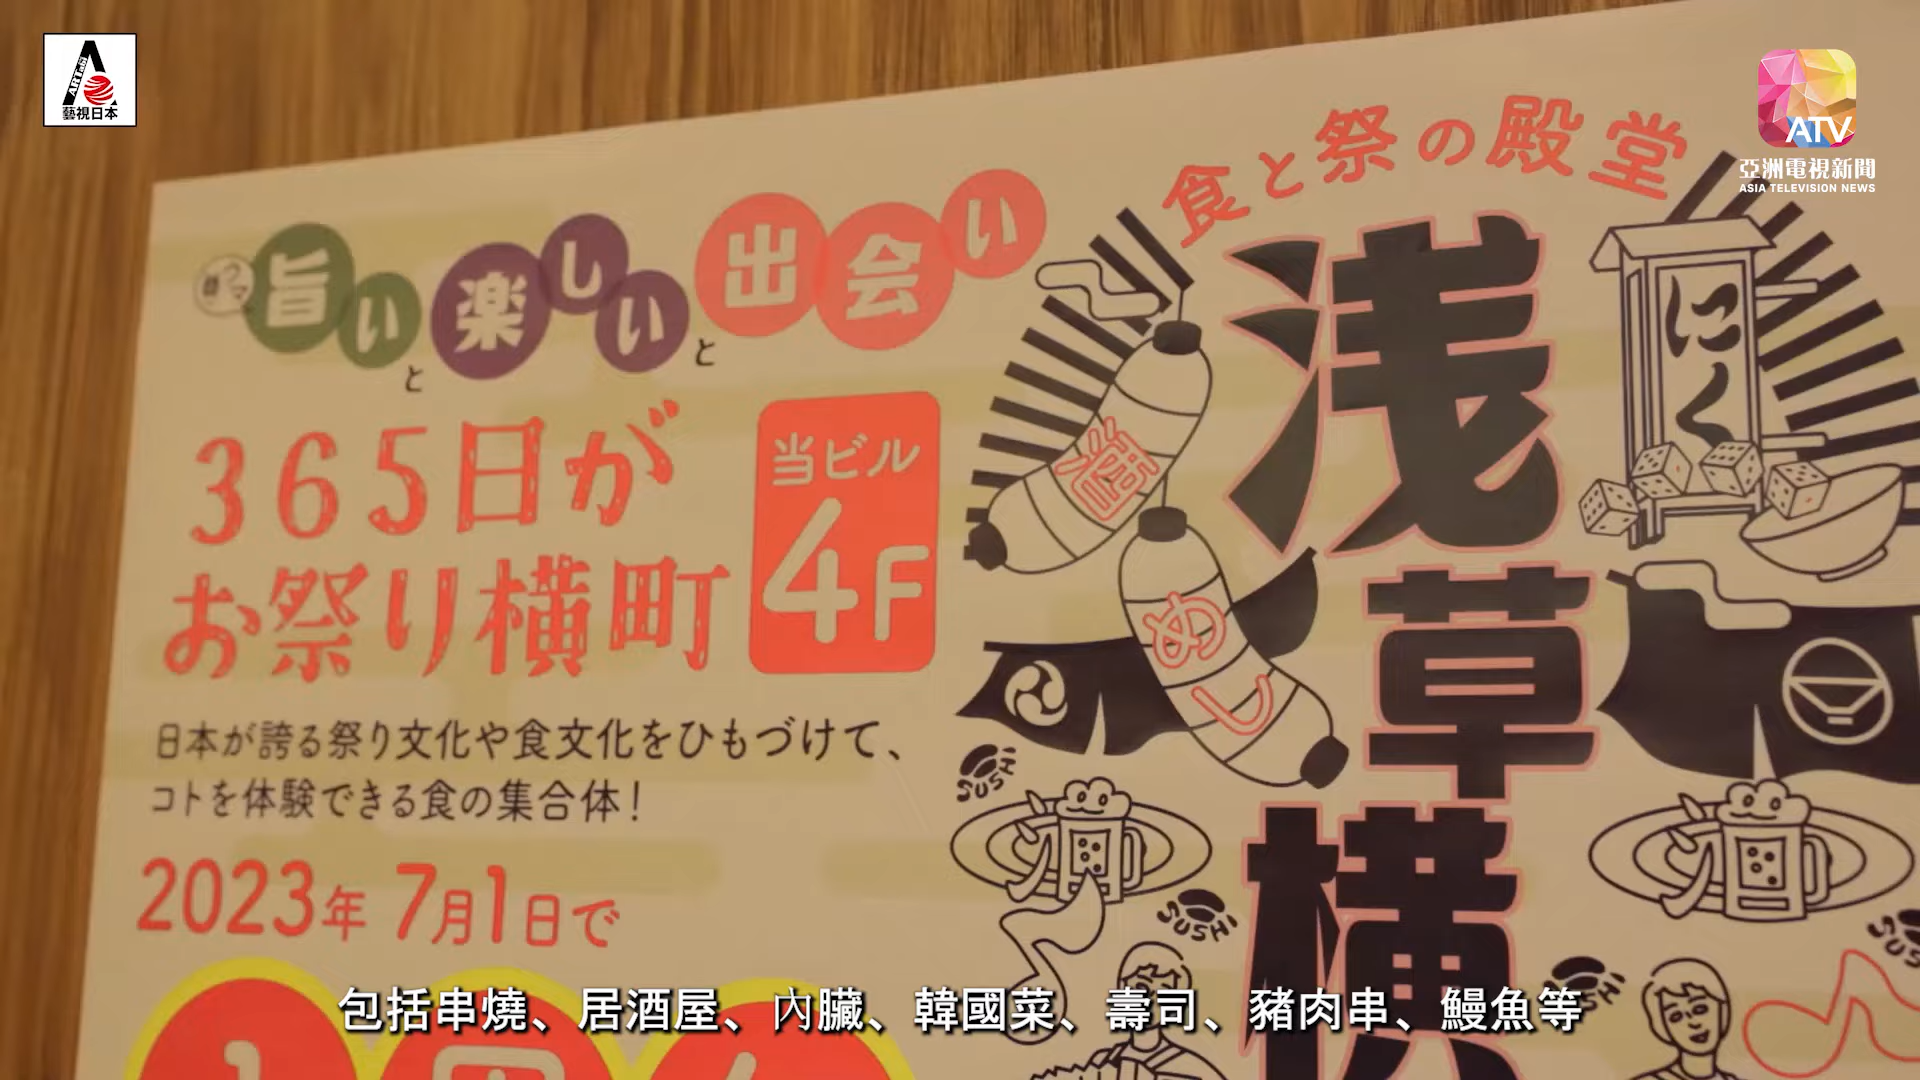 ARTabi
藝視日本
ATV
亞洲電視新聞
ASIA TELEVISION NEWS
食と祭の殿堂
旨いと楽しいと出会い
365日が
お祭り横町
当ビル
4F
日本が誇る祭り文化や食文化をひもづけて、
コトを体験できる食の集合体！
2023年7月1日で
浅草横
にく
酒
めし
SUSHI
SUSHI
酒
酒
包括串燒、居酒屋、內臟、韓國菜、壽司、豬肉串、鰻魚等